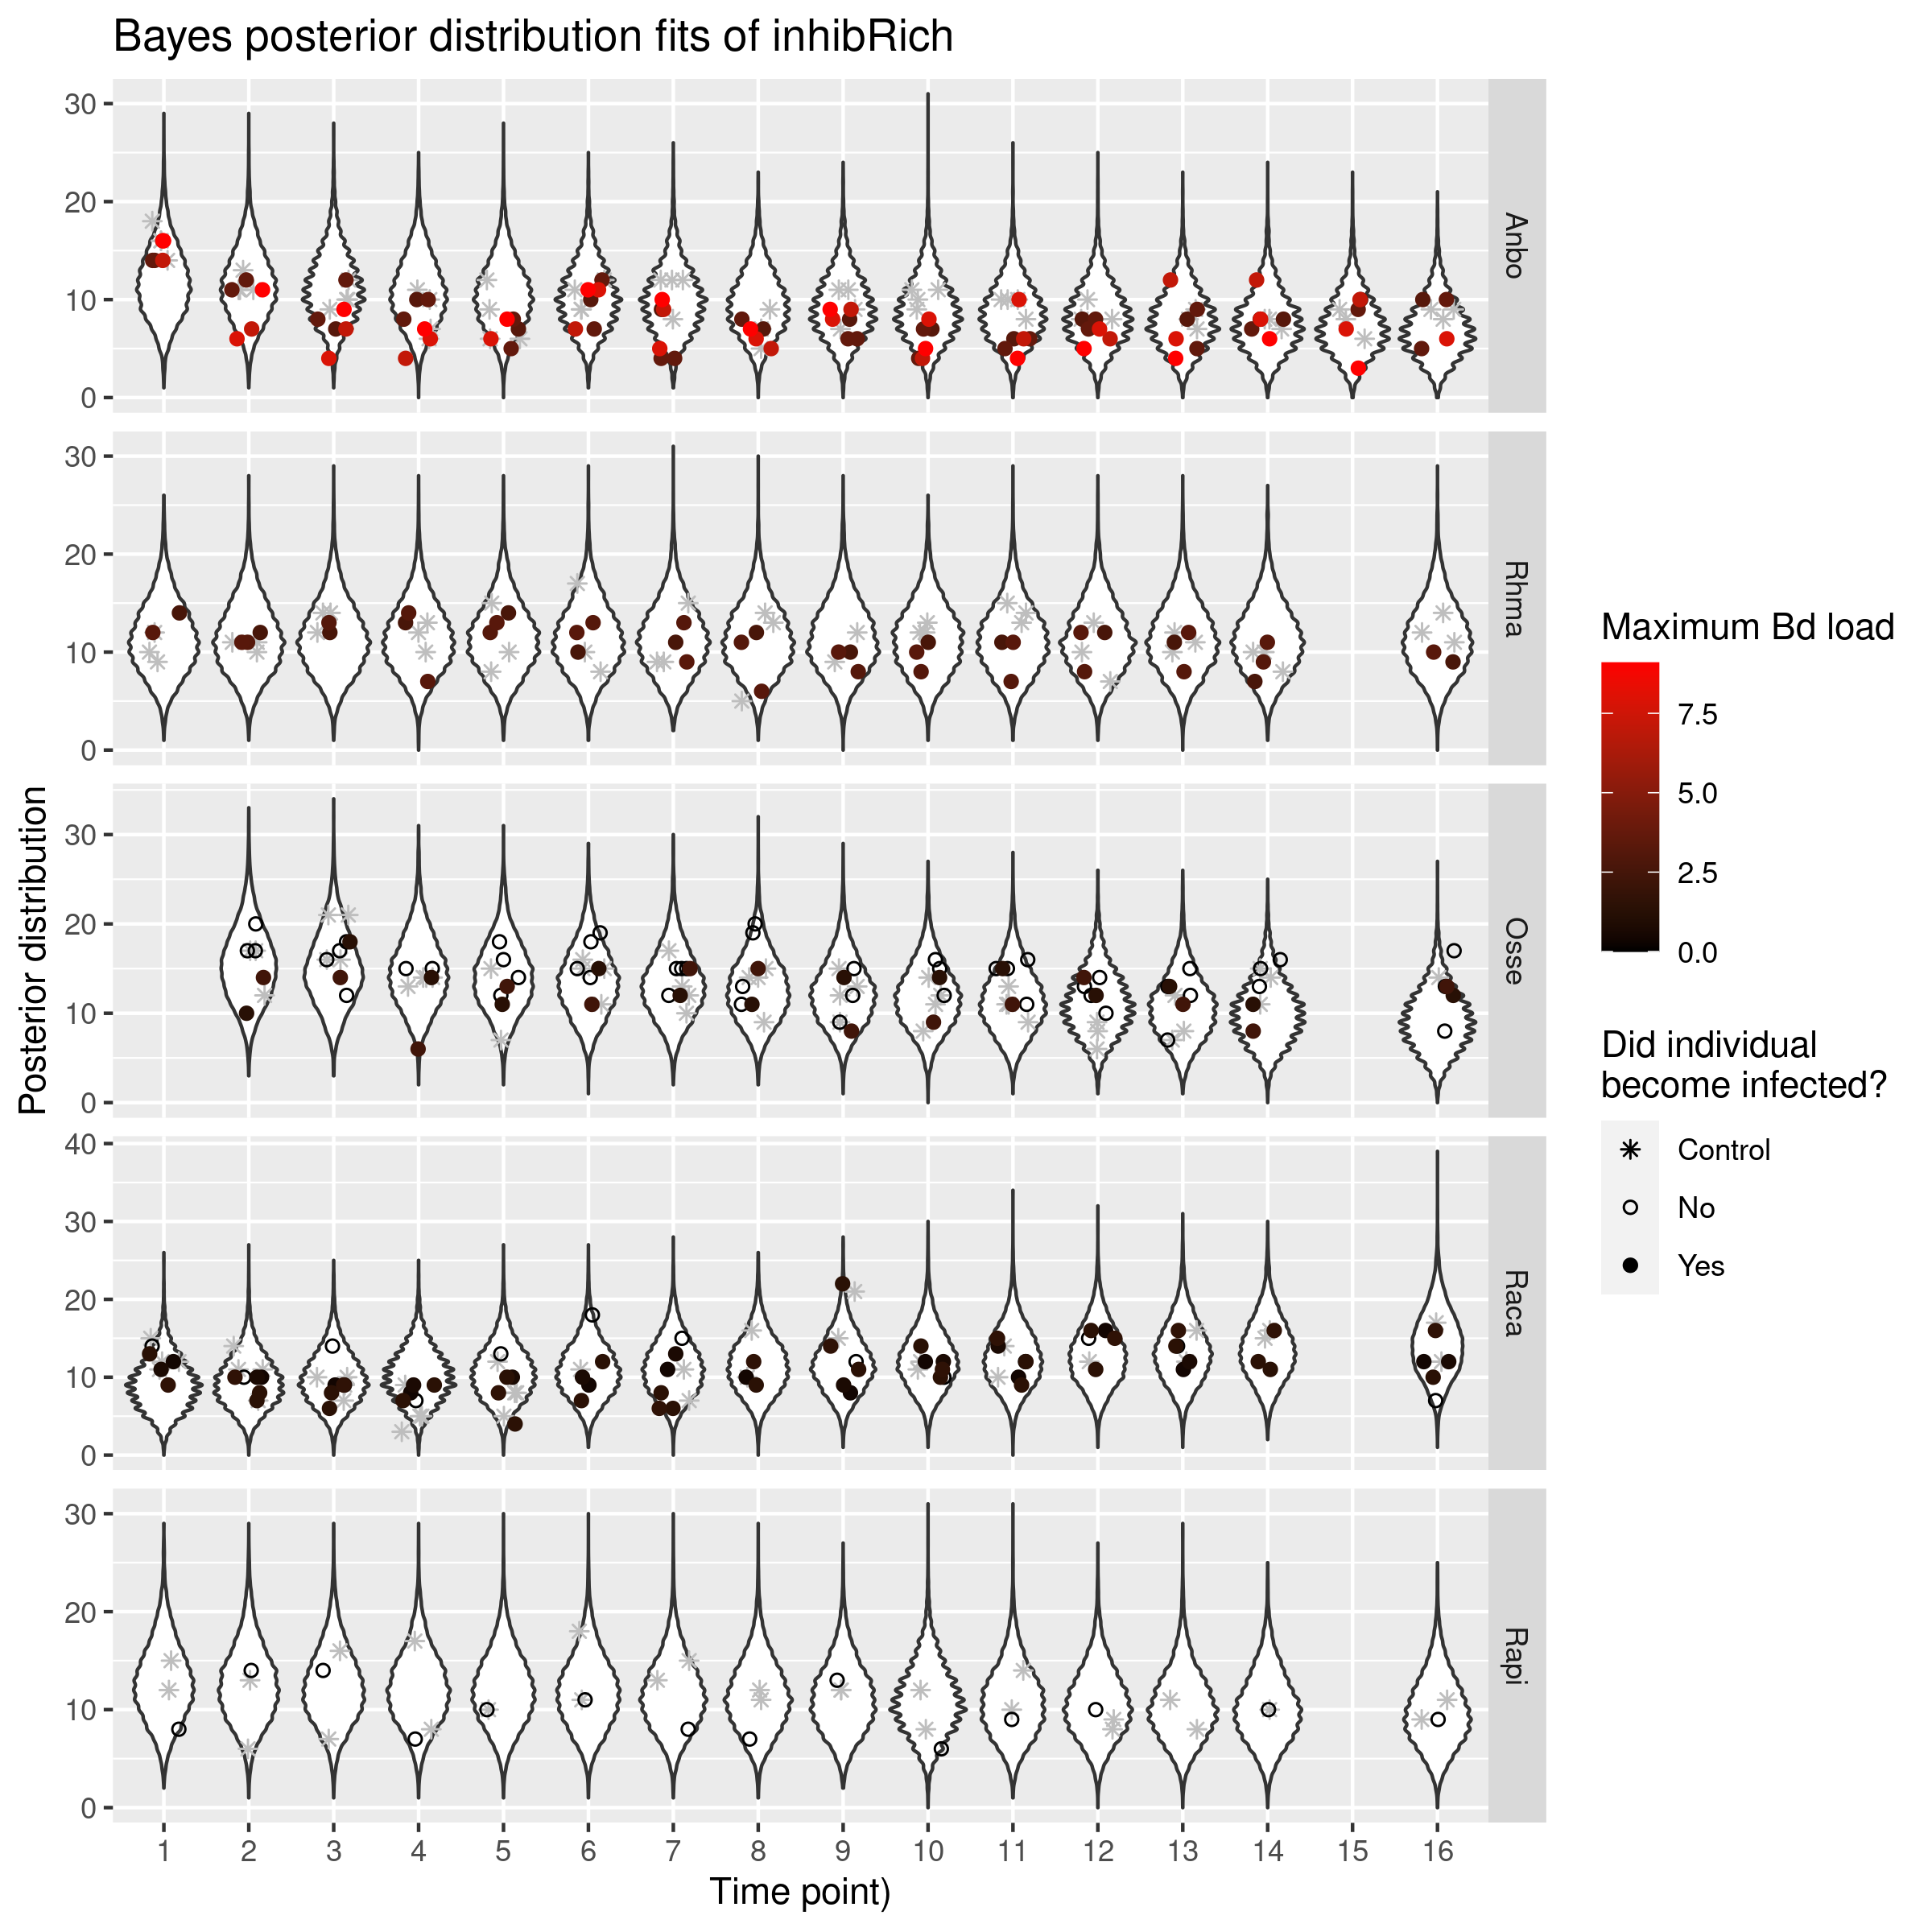 Bayes posterior distribution fits of inhibRich
30
20
10
0
Anbo
30
20
10
0
Rhma
30
20
10
0
Osse
40
30
20
10
0
Raca
30
20
10
0
Rapi
1 2 3 4 5 6 7 8 9 10 11 12 13 14 15 16
Time point)
Posterior distribution
Maximum Bd load
7.5
5.0
2.5
0.0
Did individual
become infected?
Control
No
Yes